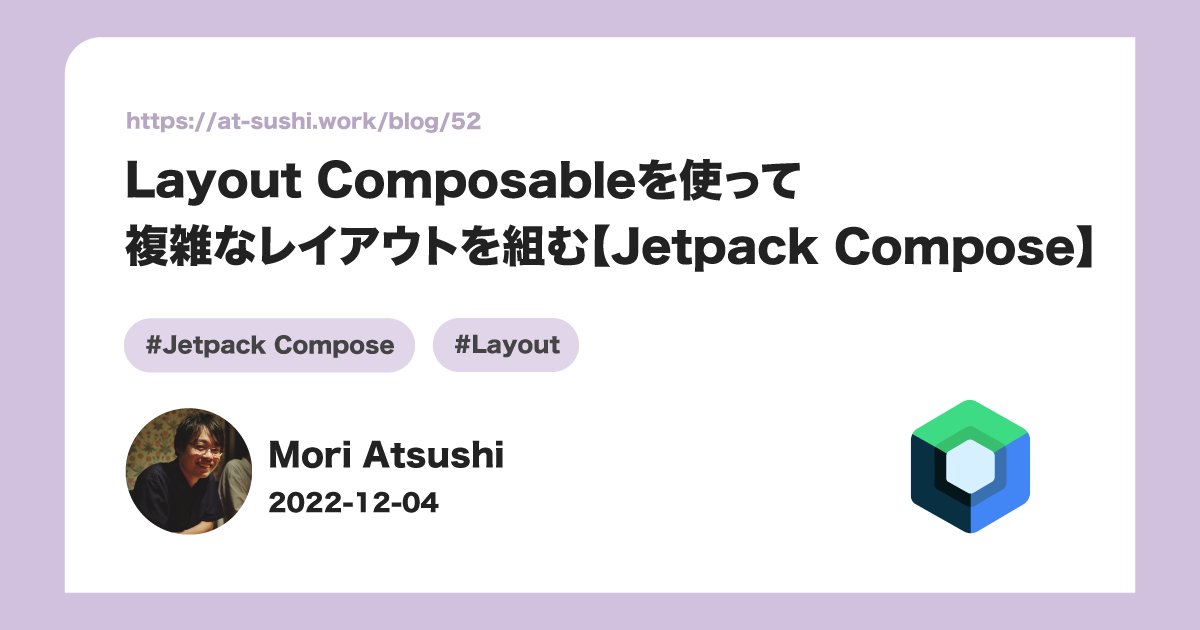 https://at-sushi.work/blog/52
Layout Composableを使って
複雑なレイアウトを組む【Jetpack Compose】
#Jetpack Compose #Layout
Mori Atsushi
2022-12-04